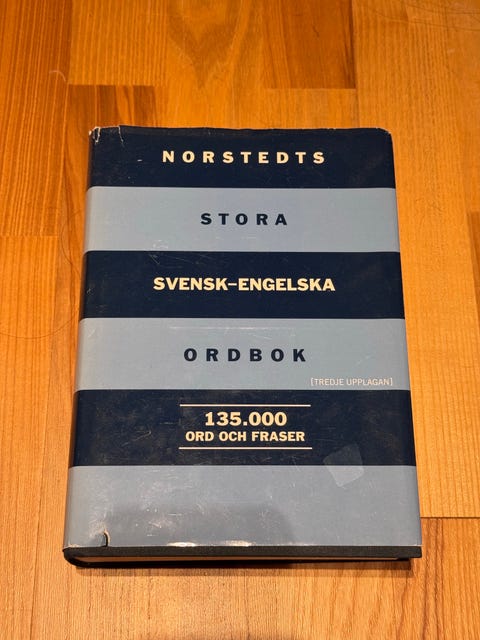 NORSTEDTS
STORA
SVENSK–ENGELSKA
ORDBOK
[TREDJE UPPLAGAN]
135.000
ORD OCH FRASER